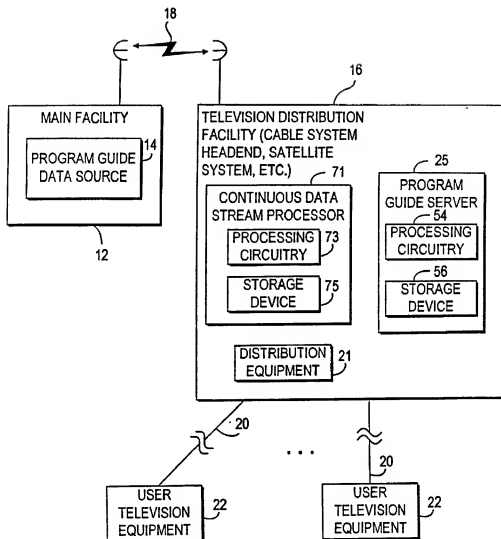 18
16
MAIN FACILITY
14
PROGRAM GUIDE
DATA SOURCE
12
TELEVISION DISTRIBUTION
FACILITY (CABLE SYSTEM
HEADEND, SATELLITE
SYSTEM, ETC.)
71
CONTINUOUS DATA
STREAM PROCESSOR
PROCESSING
CIRCUITRY
73
STORAGE
DEVICE
75
25
PROGRAM
GUIDE SERVER
54
PROCESSING
CIRCUITRY
56
STORAGE
DEVICE
DISTRIBUTION
EQUIPMENT
21
20
...
20
USER
TELEVISION
EQUIPMENT
22
USER
TELEVISION
EQUIPMENT
22